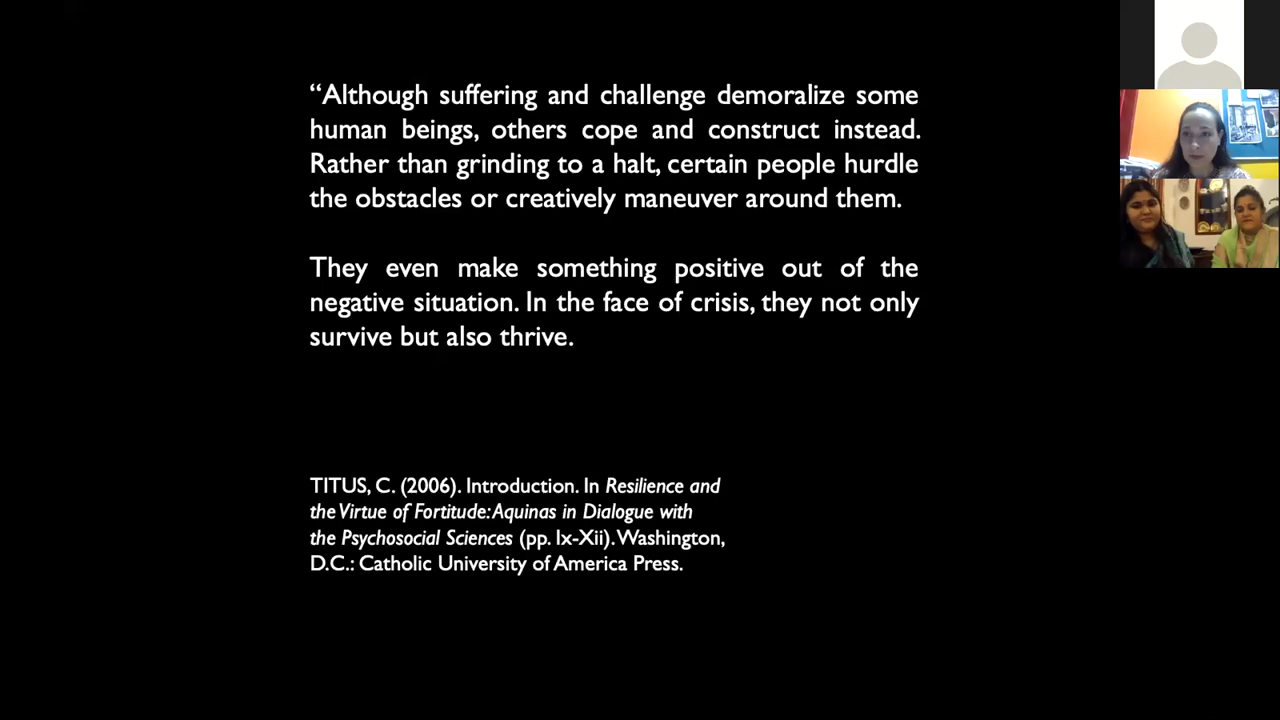 “Although suffering and challenge demoralize some
human beings, others cope and construct instead.
Rather than grinding to a halt, certain people hurdle
the obstacles or creatively maneuver around them.
They even make something positive out of the
negative situation. In the face of crisis, they not only
survive but also thrive.
TITUS, C. (2006). Introduction. In Resilience and
the Virtue of Fortitude: Aquinas in Dialogue with
the Psychosocial Sciences (pp. Ix-Xii). Washington,
D.C.: Catholic University of America Press.